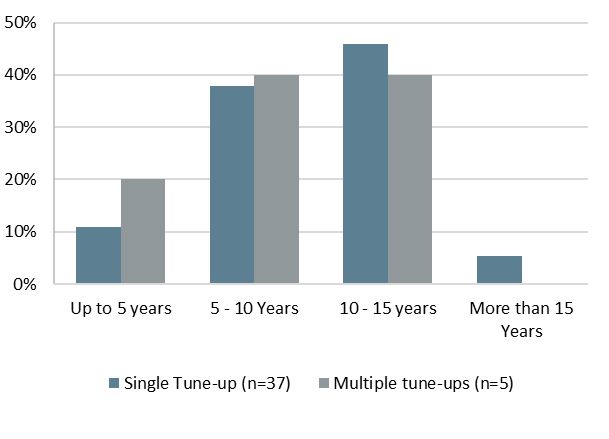 50%
40%
30%
20%
10%
0%
Up to 5 years
5 - 10 Years
10 - 15 years
More than 15
Years
Single Tune-up (n=37)
Multiple tune-ups (n=5)